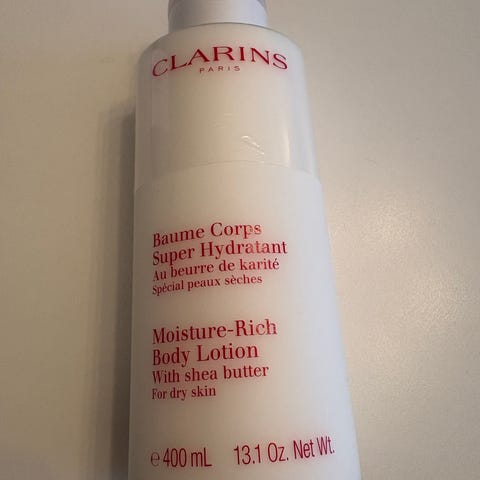 CLARINS
PARIS
Baume Corps
Super Hydratant
Au beurre de karité
Spécial peaux sèches
Moisture-Rich
Body Lotion
With shea butter
For dry skin
℮ 400 mL 13.1 Oz. Net Wt.